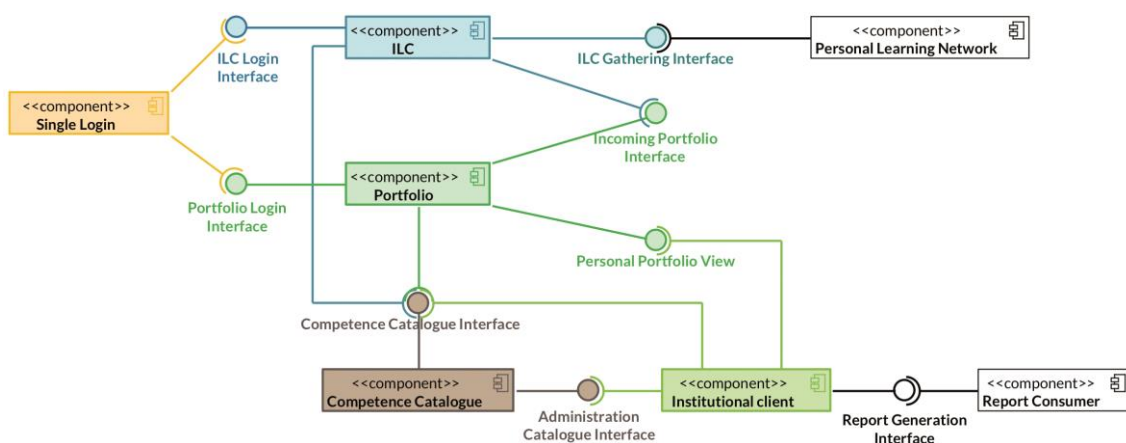 <<component>>
ILC
<<component>>
Personal Learning Network
ILC Login
Interface
ILC Gathering Interface
<<component>>
Single Login
Incoming Portfolio
Interface
<<component>>
Portfolio
Portfolio Login
Interface
Personal Portfolio View
Competence Catalogue Interface
<<component>>
Competence Catalogue
<<component>>
Institutional client
<<component>>
Report Consumer
Administration
Catalogue Interface
Report Generation
Interface